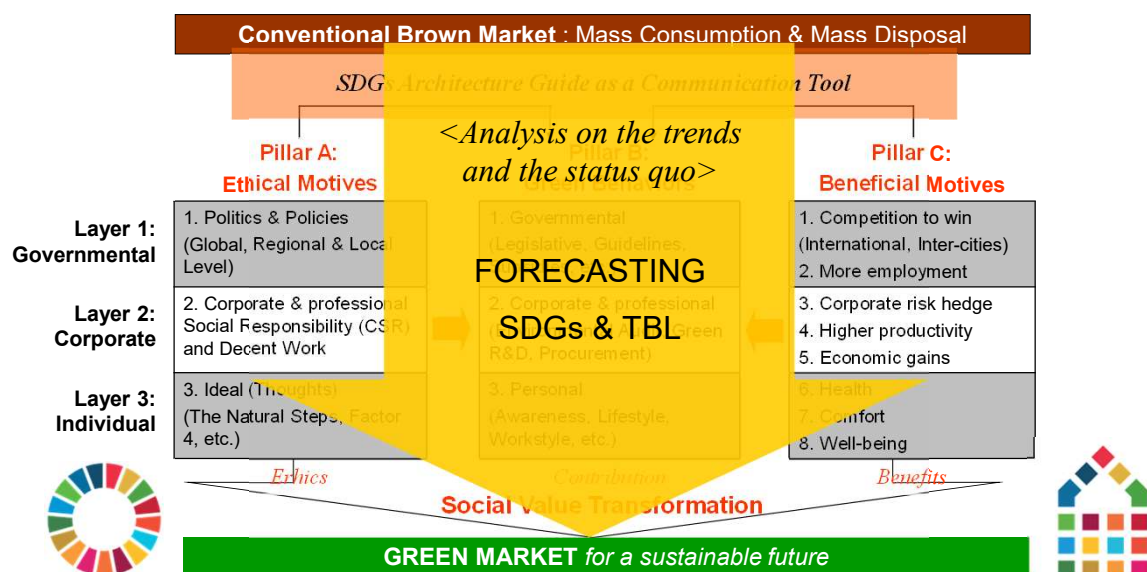 Conventional Brown Market : Mass Consumption & Mass Disposal
SDGs Architecture Guide as a Communication Tool
<Analysis on the trends
and the status quo>
Pillar A:
Ethical Motives
Pillar B:
Green Behaviors
Pillar C:
Beneficial Motives
Layer 1:
Governmental
1. Politics & Policies
(Global, Regional & Local
Level)
1. Governmental
(Legislative, Guidelines,
1. Competition to win
(International, Inter-cities)
2. More employment
FORECASTING
SDGs & TBL
Layer 2:
Corporate
2. Corporate & professional
Social Responsibility (CSR)
and Decent Work
2. Corporate & professional
Green
R&D, Procurement)
3. Corporate risk hedge
4. Higher productivity
5. Economic gains
Layer 3:
Individual
3. Ideal (Thoughts)
(The Natural Steps, Factor
4, etc.)
3. Personal
(Awareness, Lifestyle,
Workstyle, etc.)
6. Health
7. Comfort
8. Well-being
Ethics
Contribution
Benefits
Social Value Transformation
GREEN MARKET for a sustainable future